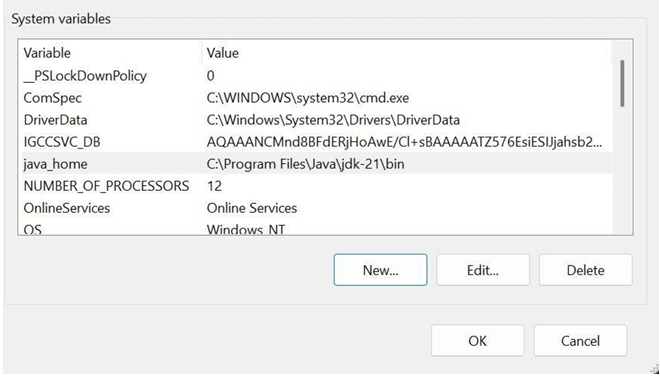 System variables
Variable Value
__PSLockDownPolicy 0
ComSpec C:\WINDOWS\system32\cmd.exe
DriverData C:\Windows\System32\Drivers\DriverData
IGCCSVC_DB AQAAANCMnd8BFdERjHoAwE/Cl+sBAAAAATZ576EsiESIJjahsb2...
java_home C:\Program Files\Java\jdk-21\bin
NUMBER_OF_PROCESSORS 12
OnlineServices Online Services
OS Windows_NT
New... Edit... Delete
OK Cancel